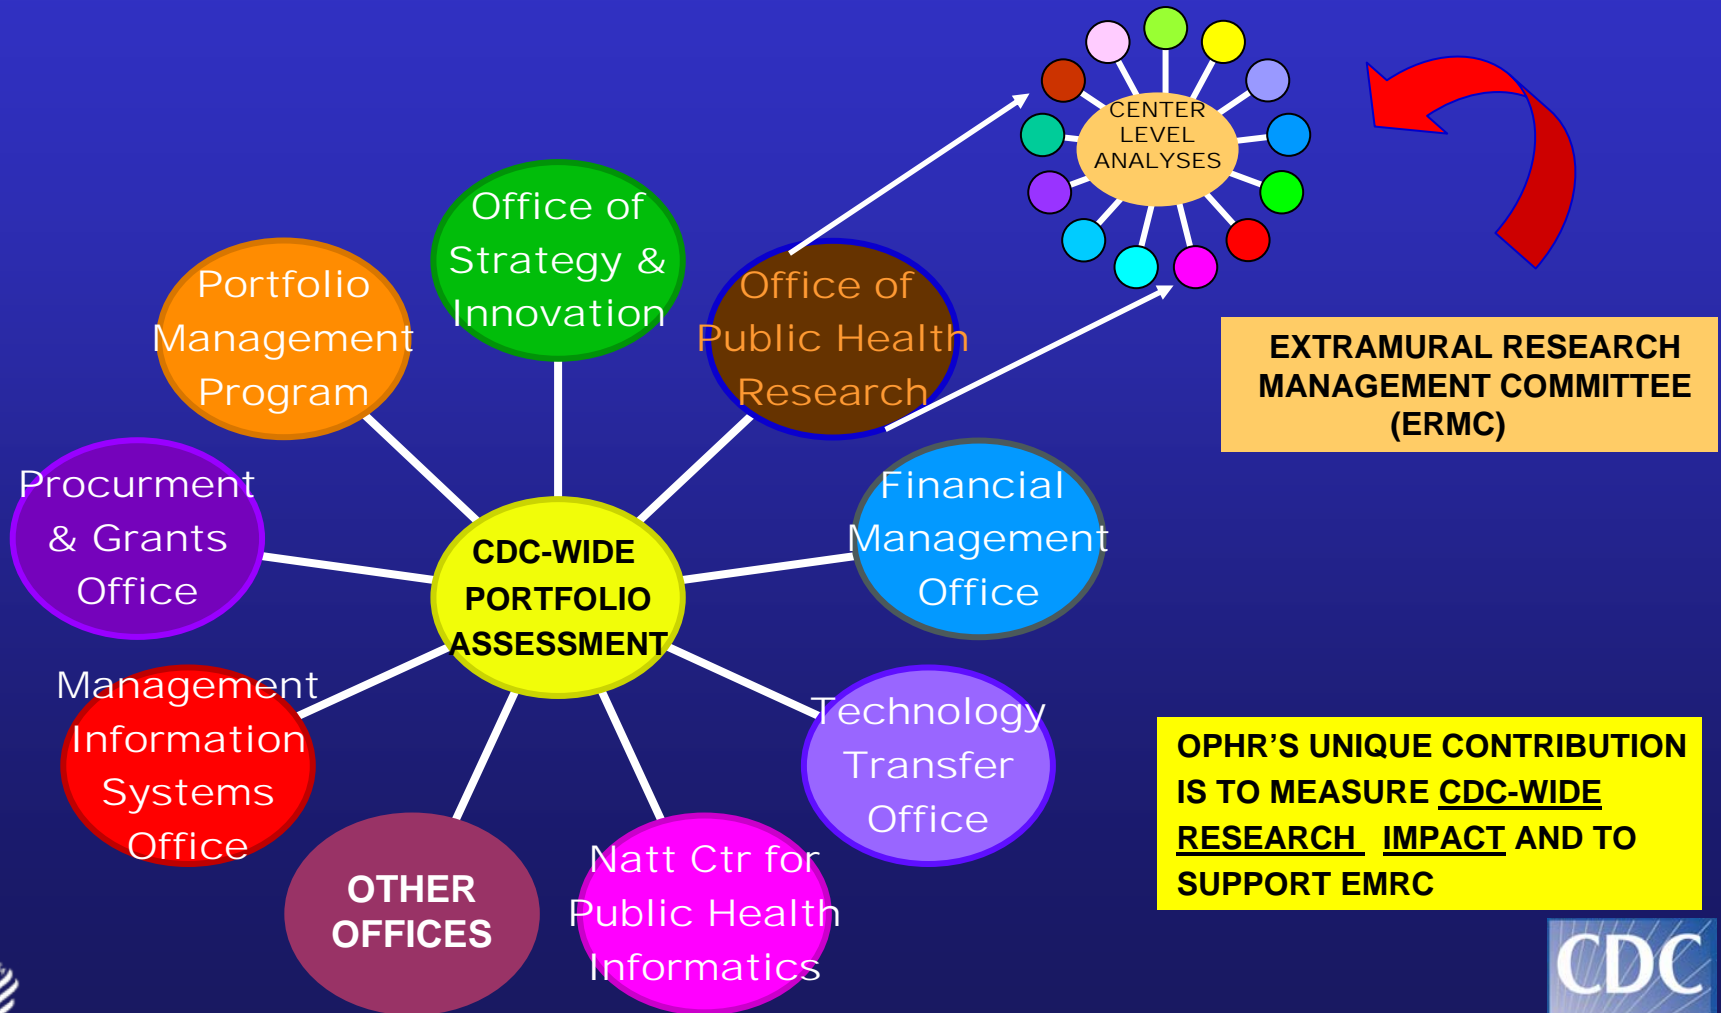 CENTER
LEVEL
ANALYSES
Office of
Strategy &
Innovation
Portfolio
Management
Program
Office of
Public Health
Research
EXTRAMURAL RESEARCH
MANAGEMENT COMMITTEE
(ERMC)
Procurment
& Grants
Office
Financial
Management
Office
CDC-WIDE
PORTFOLIO
ASSESSMENT
Management
Information
Systems
Office
Technology
Transfer
Office
OTHER
OFFICES
Natt Ctr for
Public Health
Informatics
OPHR'S UNIQUE CONTRIBUTION
IS TO MEASURE CDC-WIDE
RESEARCH IMPACT AND TO
SUPPORT EMRC
CDC